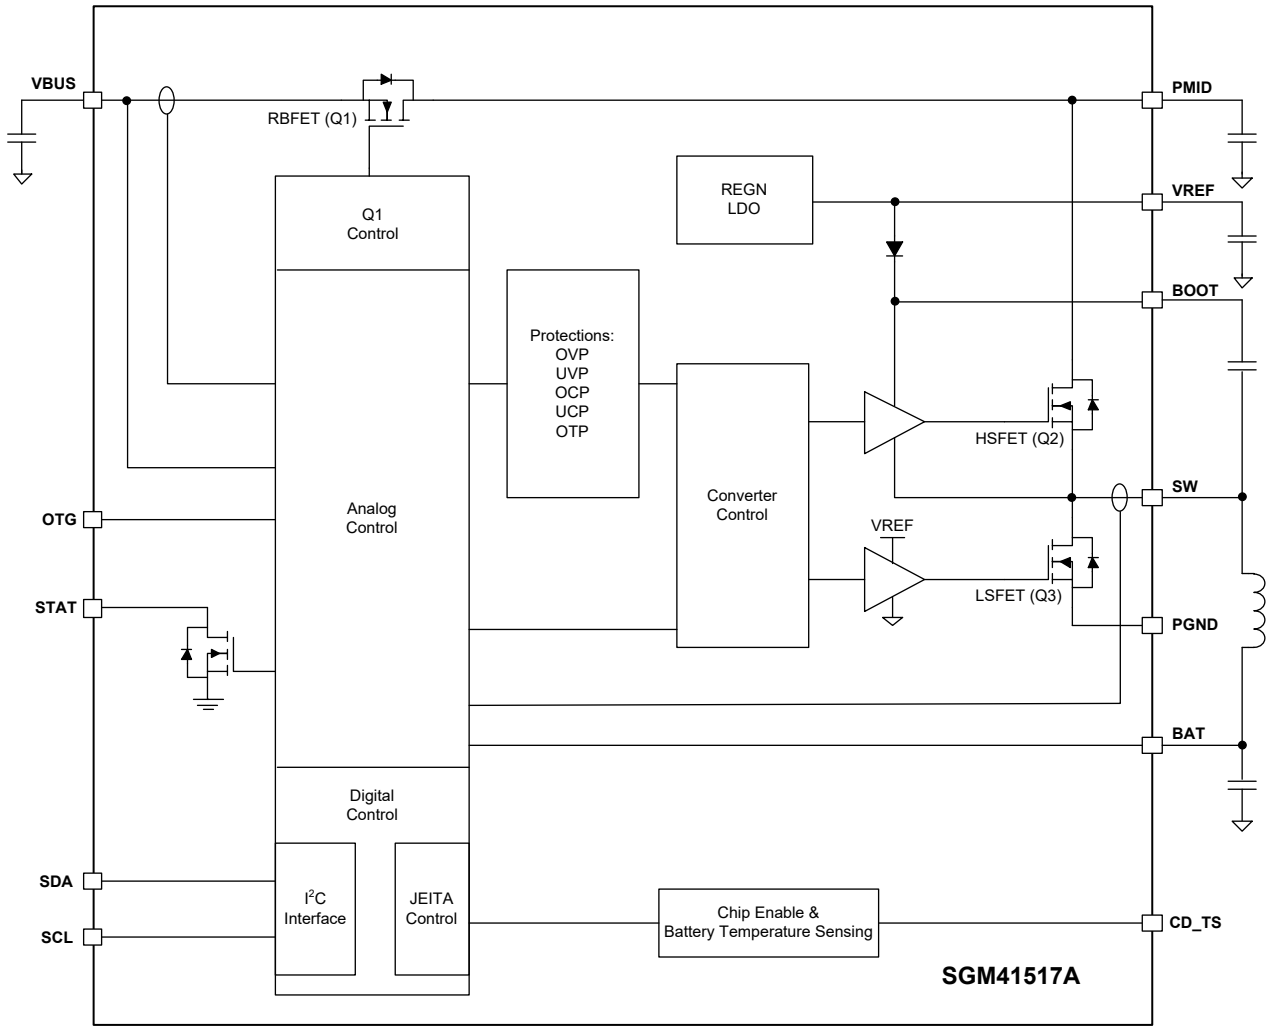 VBUS
PMID
RBFET (Q1)
REGN
LDO
VREF
Q1
Control
BOOT
Protections:
OVP
UVP
OCP
UCP
OTP
HSFET (Q2)
Analog
Control
Converter
Control
SW
OTG
VREF
STAT
LSFET (Q3)
PGND
BAT
Digital
Control
SDA
I²C
Interface
JEITA
Control
Chip Enable &
Battery Temperature Sensing
CD_TS
SCL
SGM41517A